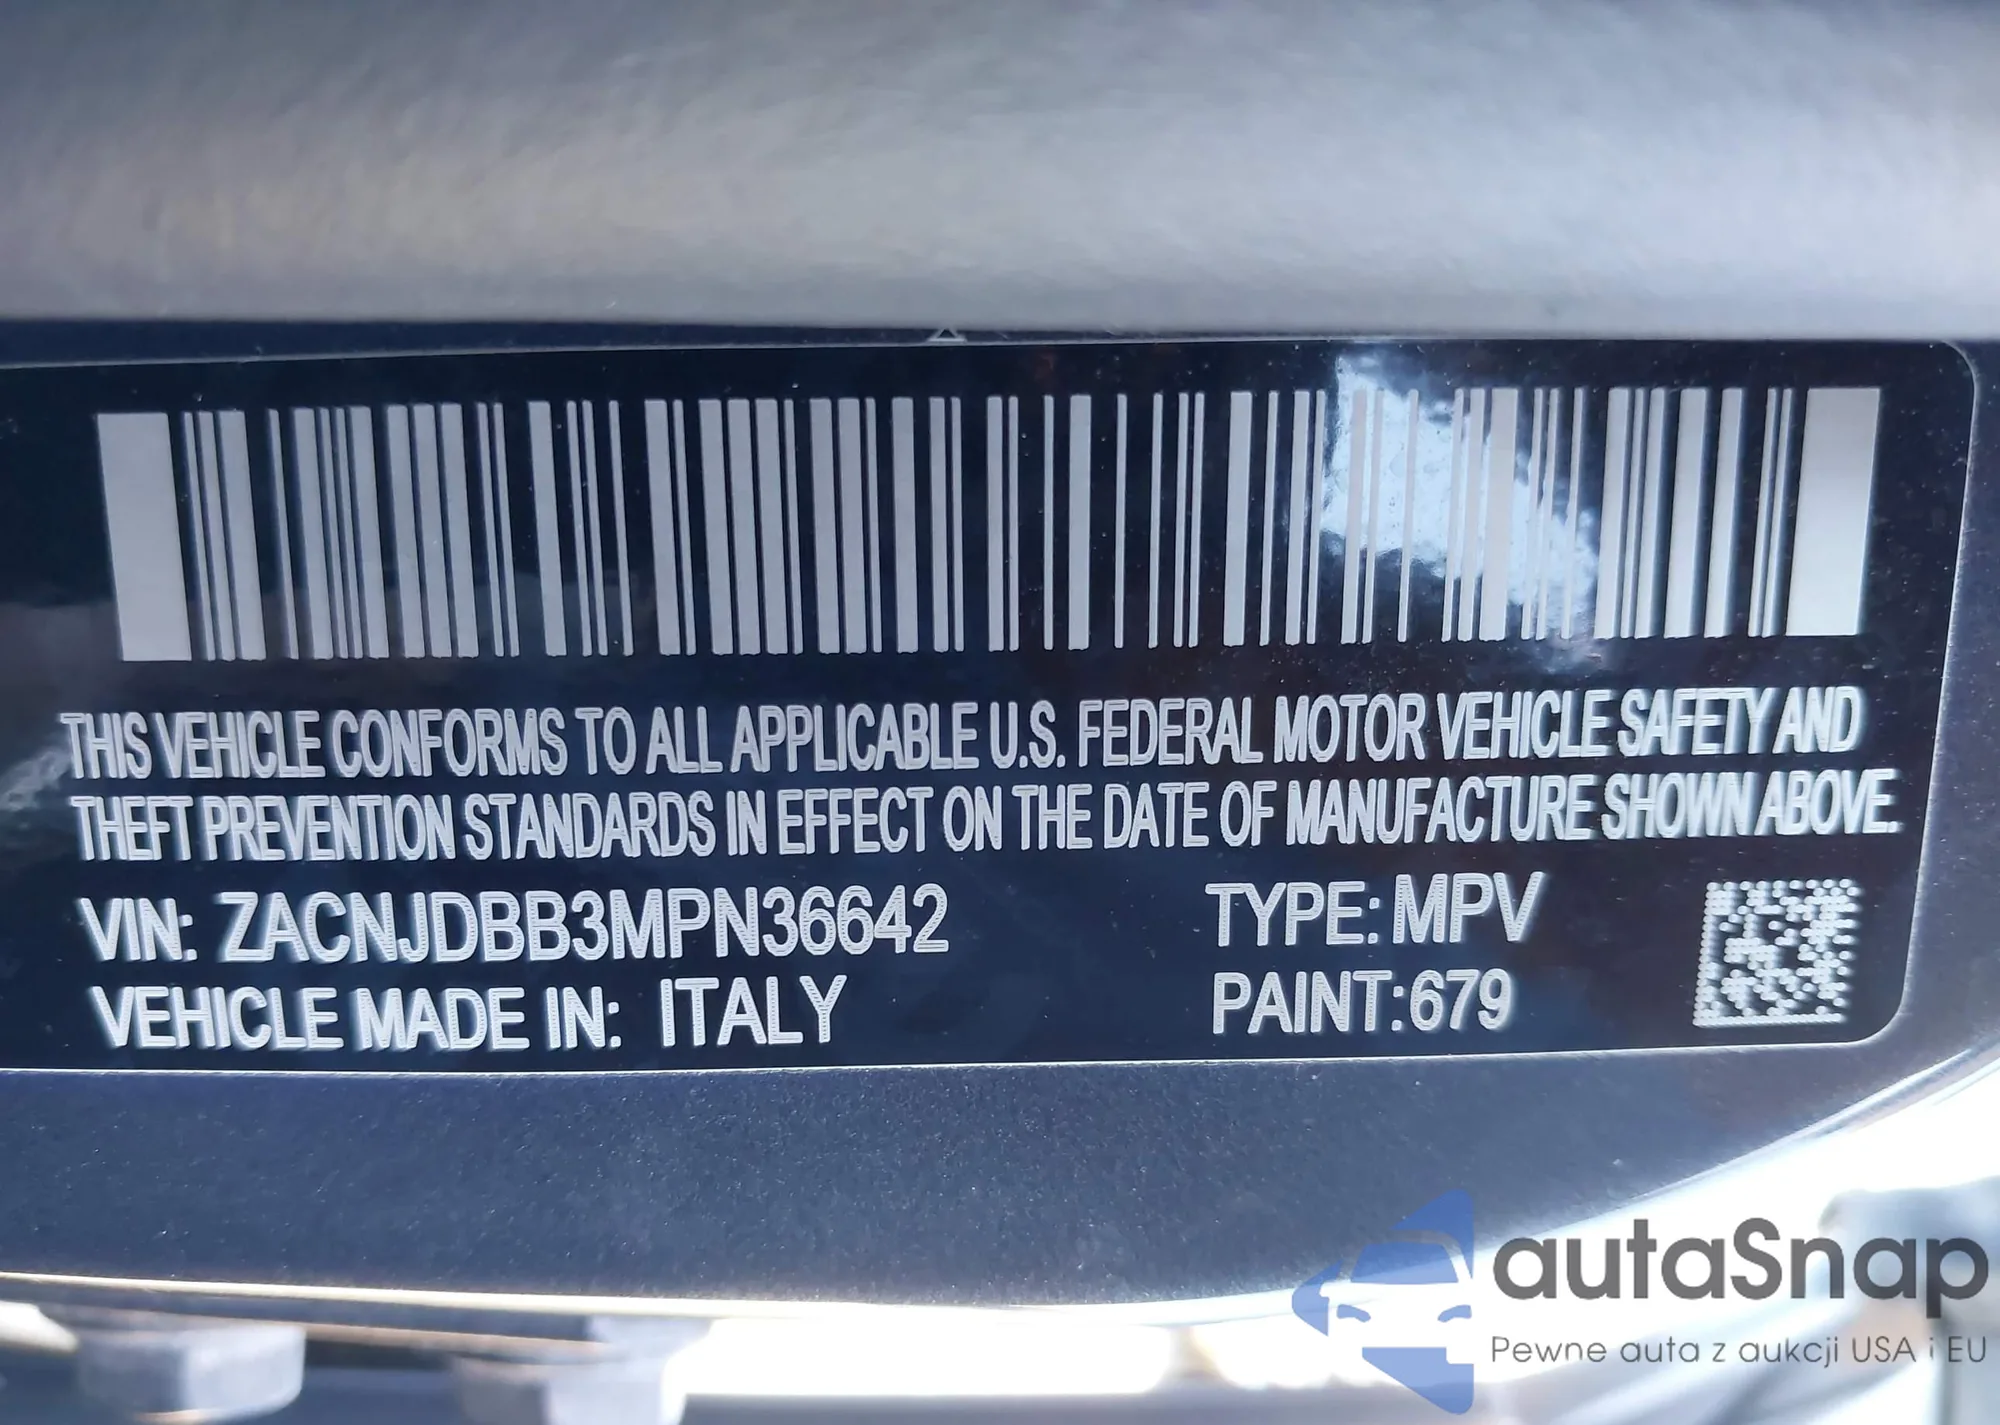 THIS VEHICLE CONFORMS TO ALL APPLICABLE U.S. FEDERAL MOTOR VEHICLE SAFETY AND
THEFT PREVENTION STANDARDS IN EFFECT ON THE DATE OF MANUFACTURE SHOWN ABOVE.
VIN: ZACNJDBB3MPN36642 TYPE: MPV
VEHICLE MADE IN: ITALY PAINT:679
autaSnap
Pewne auta z aukcji USA i EU